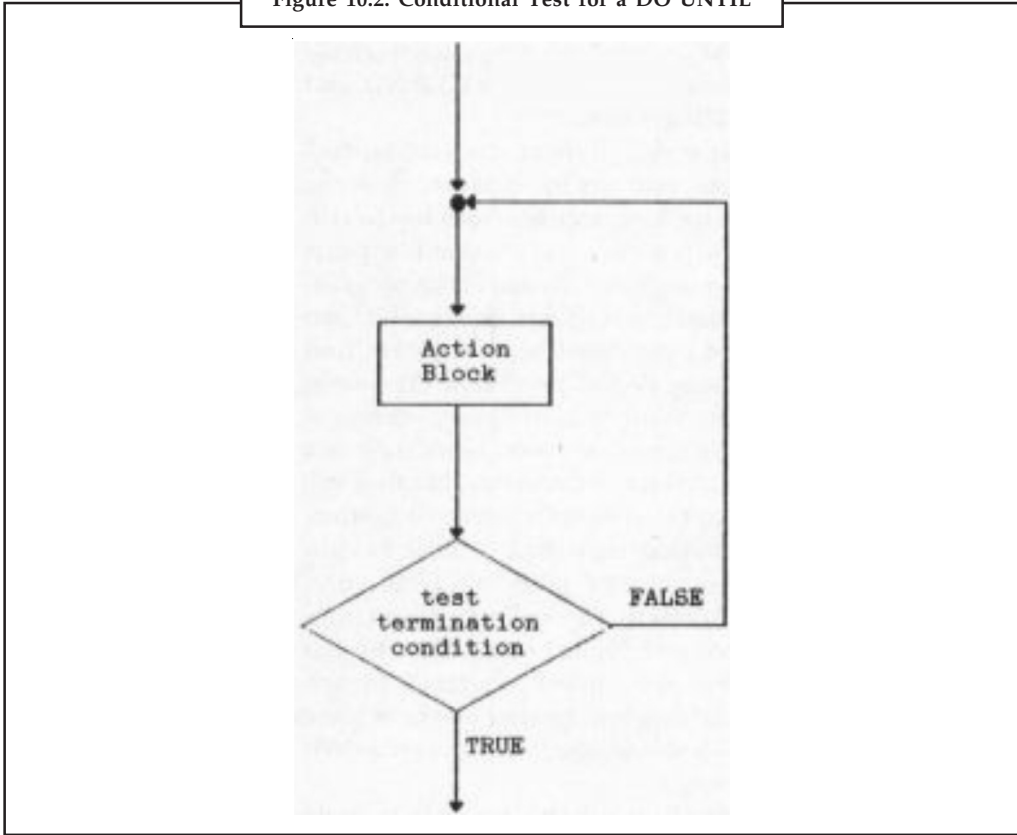 Figure 10.2. Conditional Test for a DO UNTIL
Action
Block
test
termination
condition
FALSE
TRUE